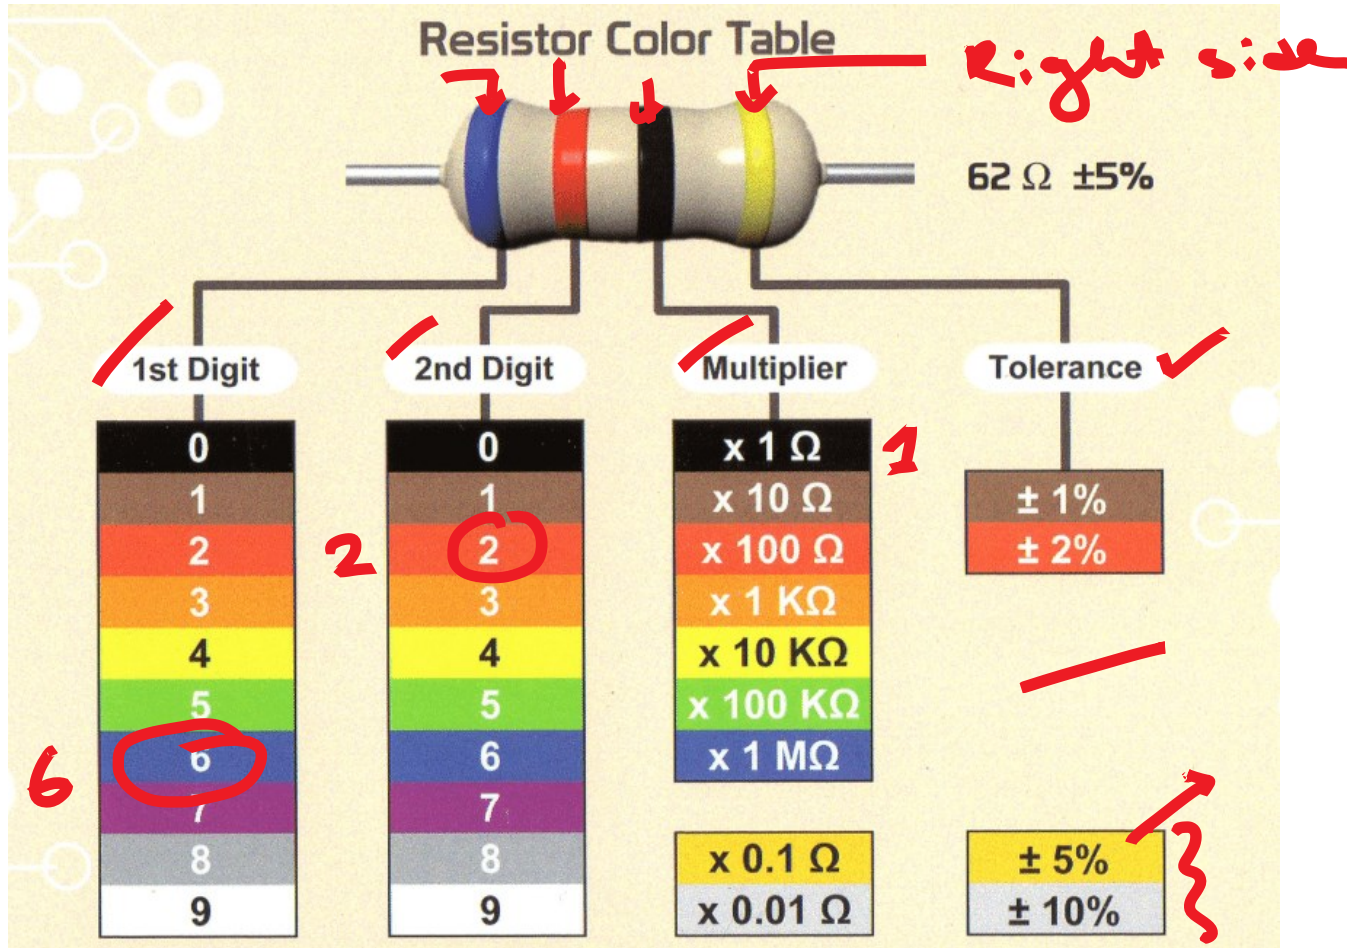 Resistor Color Table
Right side
62 Ω ±5%
1st Digit 2nd Digit Multiplier Tolerance
0 0 x 1 Ω 1
1 1 x 10 Ω ± 1%
2 2 2 x 100 Ω ± 2%
3 3 x 1 KΩ
4 4 x 10 KΩ
5 5 x 100 KΩ
6 6 6 x 1 MΩ
7 7
8 8 x 0.1 Ω ± 5%
9 9 x 0.01 Ω ± 10%